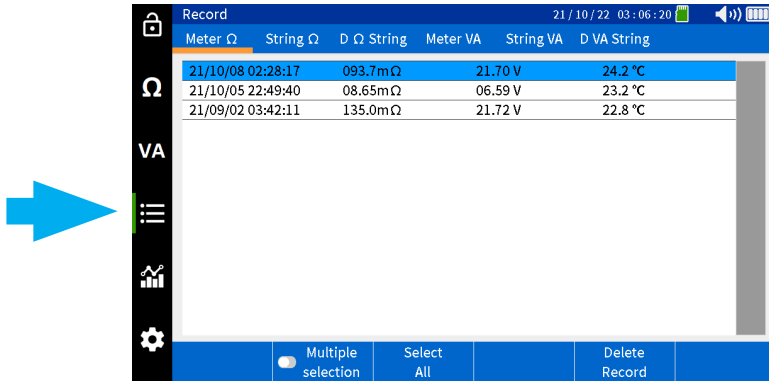 Record 21/10/22 03:06:20
Meter Ω String Ω D Ω String Meter VA String VA D VA String
21/10/08 02:28:17 093.7mΩ 21.70 V 24.2 ℃
21/10/05 22:49:40 08.65mΩ 06.59 V 23.2 ℃
21/09/02 03:42:11 135.0mΩ 21.72 V 22.8 ℃
Ω
VA
Multiple selection
Select All
Delete Record